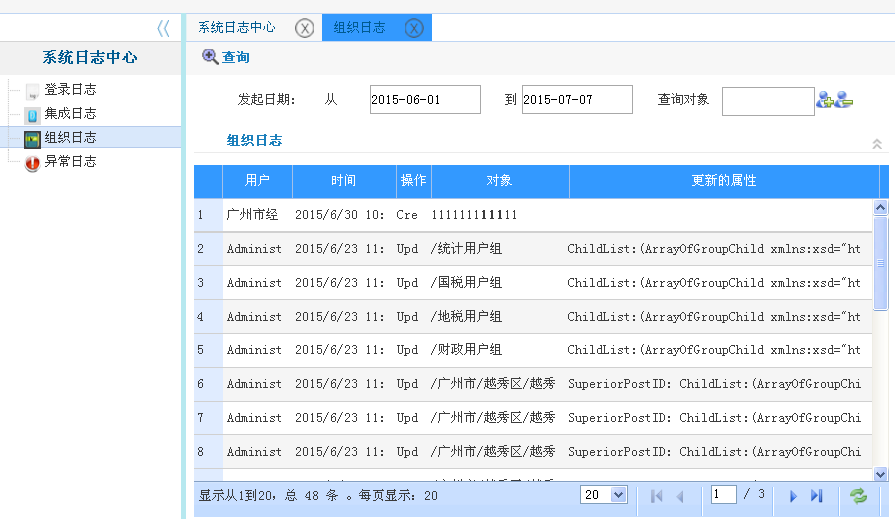 系统日志中心
登录日志
集成日志
组织日志
异常日志
系统日志中心 组织日志
查询
发起日期: 从 2015-06-01 到 2015-07-07 查询对象
组织日志
用户 时间 操作 对象 更新的属性
1 广州市经 2015/6/30 10: Cre 111111111111
2 Administ 2015/6/23 11: Upd /统计用户组 ChildList:(ArrayOfGroupChild xmlns:xsd="ht
3 Administ 2015/6/23 11: Upd /国税用户组 ChildList:(ArrayOfGroupChild xmlns:xsd="ht
4 Administ 2015/6/23 11: Upd /地税用户组 ChildList:(ArrayOfGroupChild xmlns:xsd="ht
5 Administ 2015/6/23 11: Upd /财政用户组 ChildList:(ArrayOfGroupChild xmlns:xsd="ht
6 Administ 2015/6/23 11: Upd /广州市/越秀区/越秀 SuperiorPostID: ChildList:(ArrayOfGroupChi
7 Administ 2015/6/23 11: Upd /广州市/越秀区/越秀 SuperiorPostID: ChildList:(ArrayOfGroupChi
8 Administ 2015/6/23 11: Upd /广州市/越秀区/越秀 SuperiorPostID: ChildList:(ArrayOfGroupChi
显示从1到20, 总 48 条 。每页显示: 20 20 1 / 3